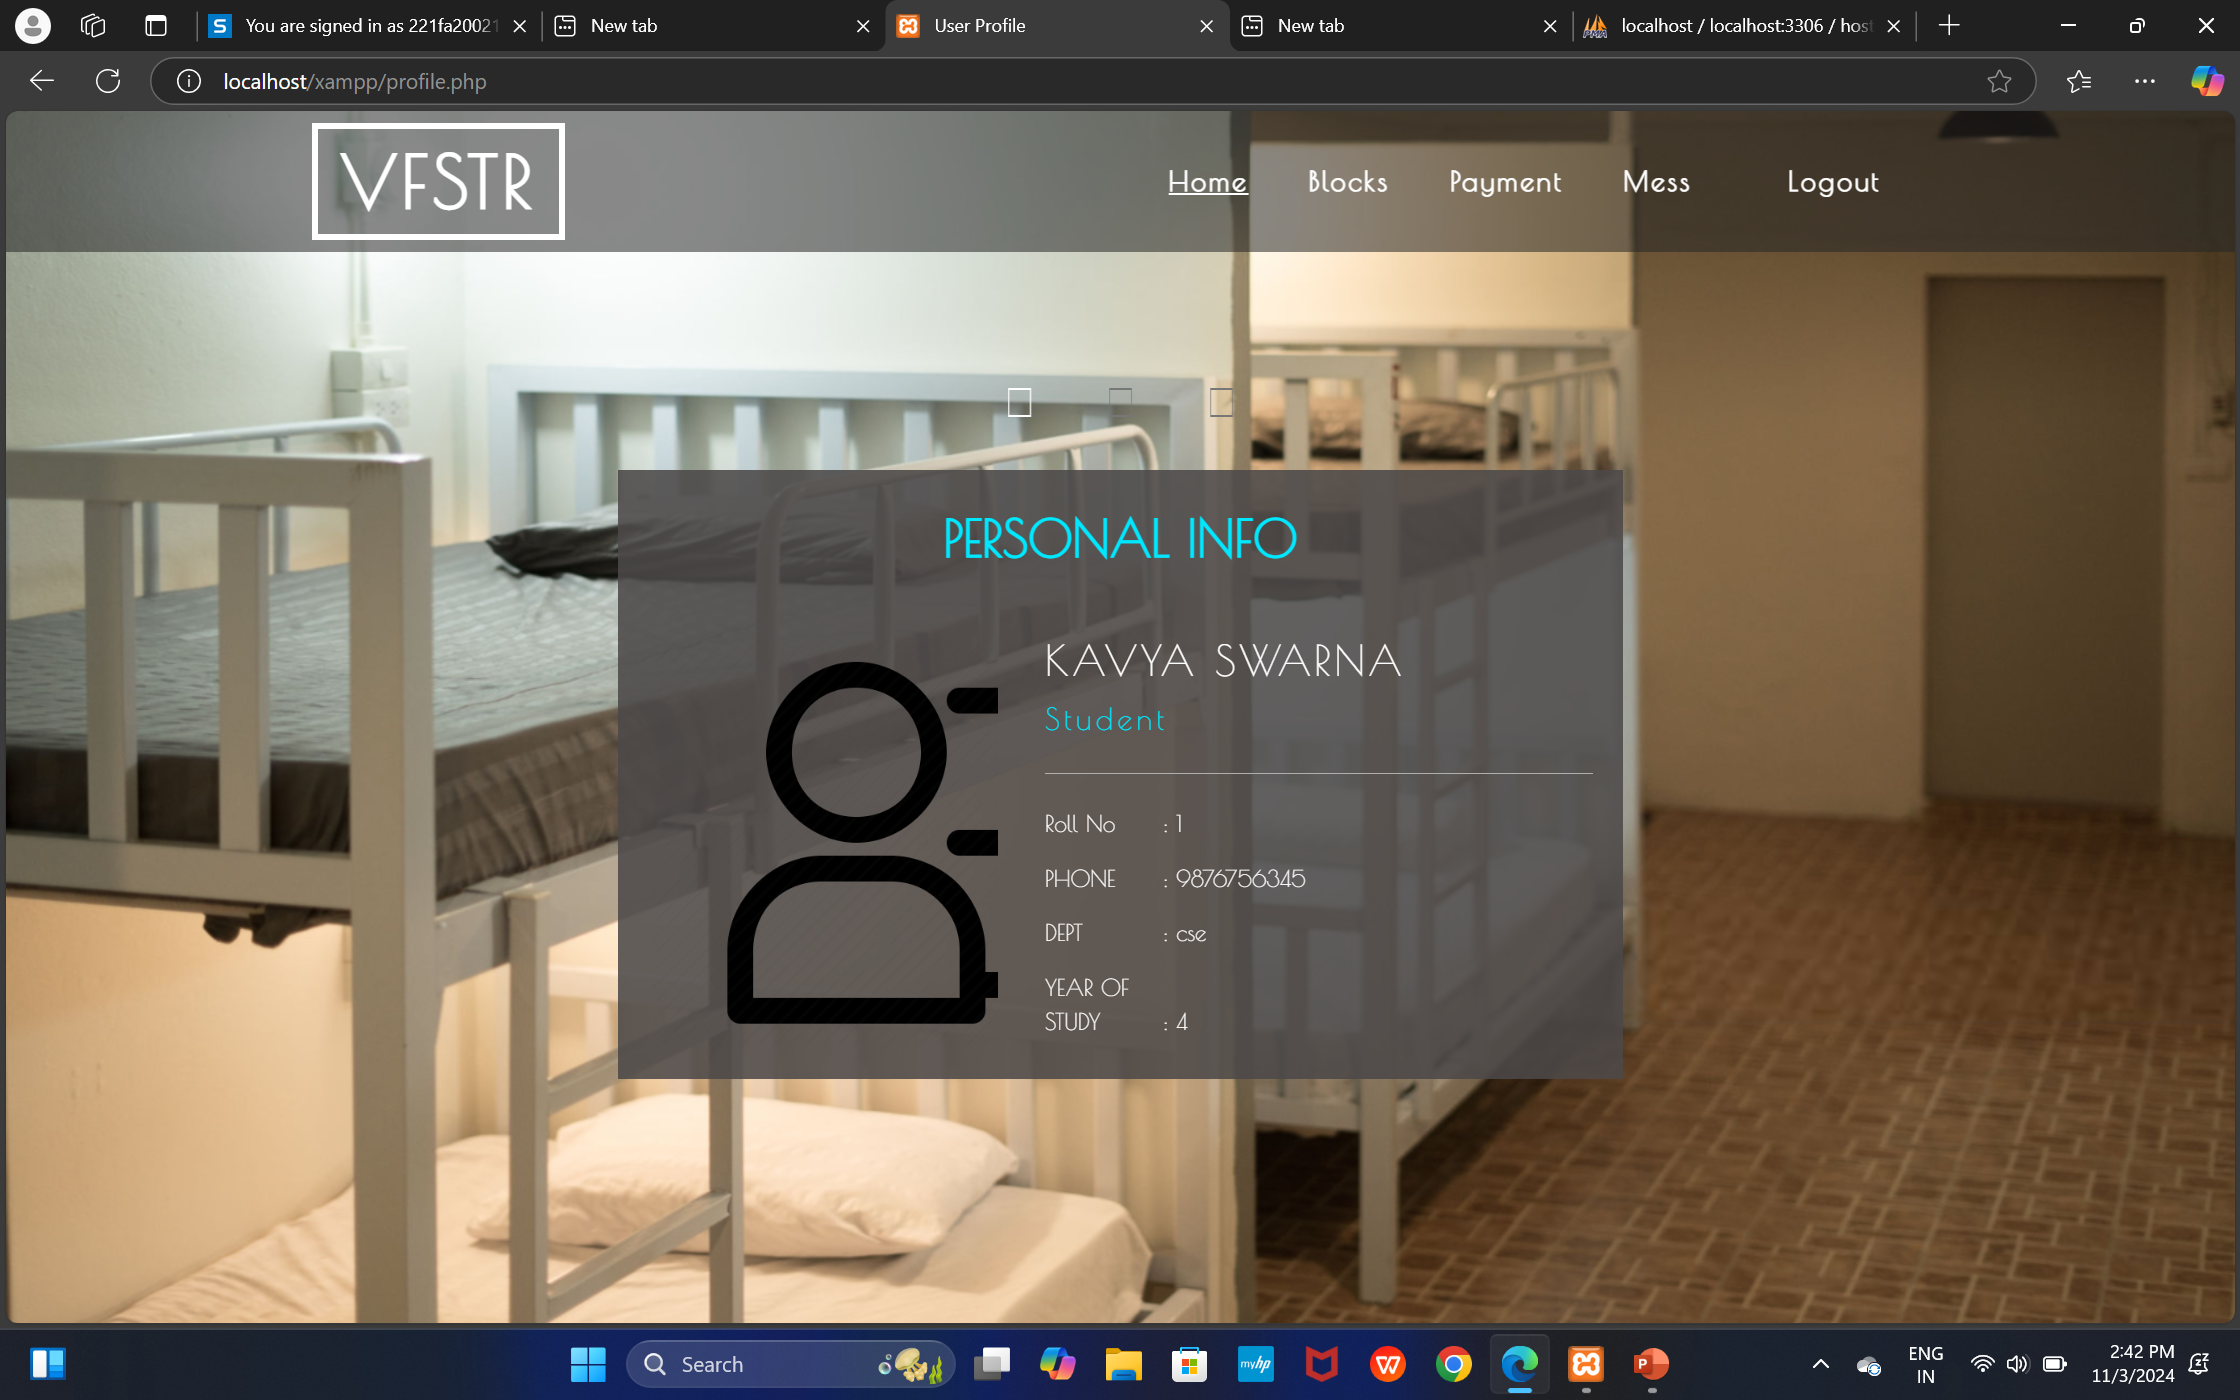 You are signed in as 221fa20021
New tab
User Profile
New tab
localhost / localhost:3306 / host
localhost/xampp/profile.php
VFSTR
Home
Blocks
Payment
Mess
Logout
PERSONAL INFO
KAVYA SWARNA
Student
Roll No : 1
PHONE : 9876756345
DEPT : cse
YEAR OF
STUDY : 4
Search
myhp
ENG
IN
2:42 PM
11/3/2024